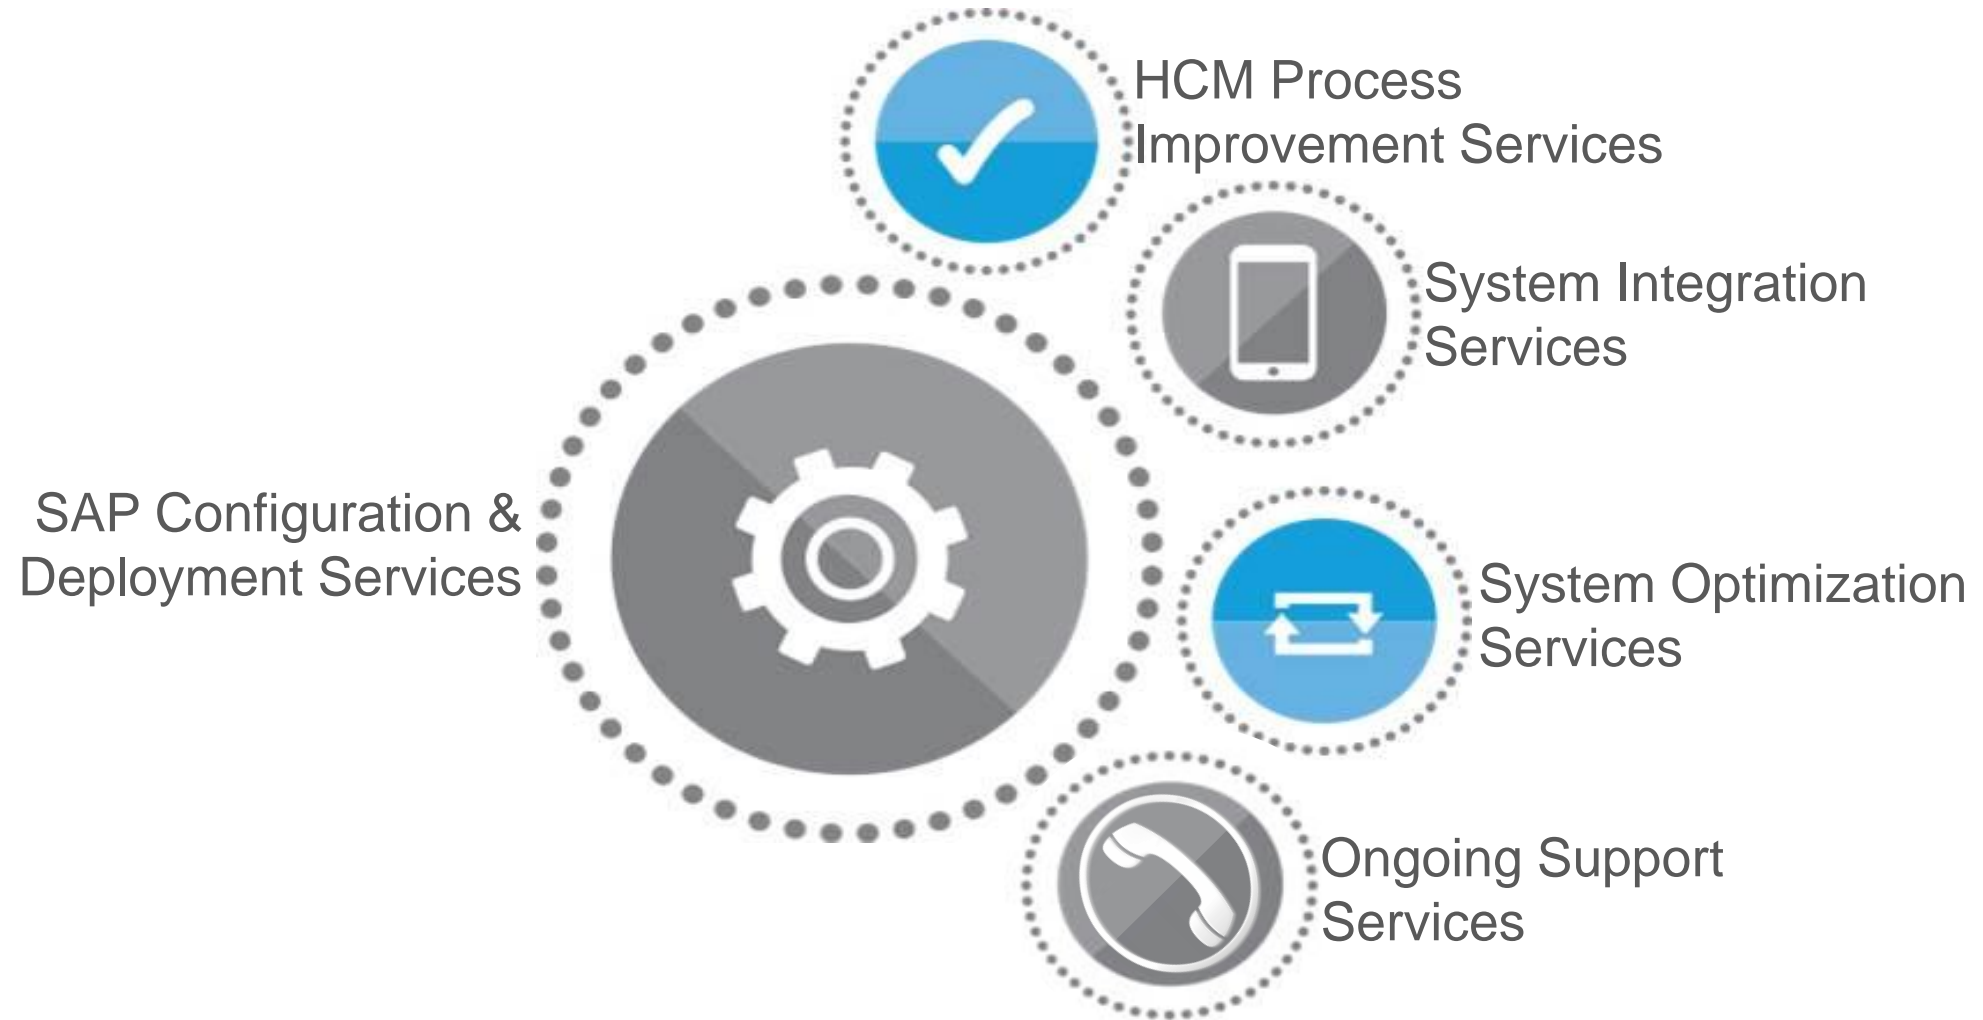 HCM Process
Improvement Services
System Integration
Services
SAP Configuration &
Deployment Services
System Optimization
Services
Ongoing Support
Services